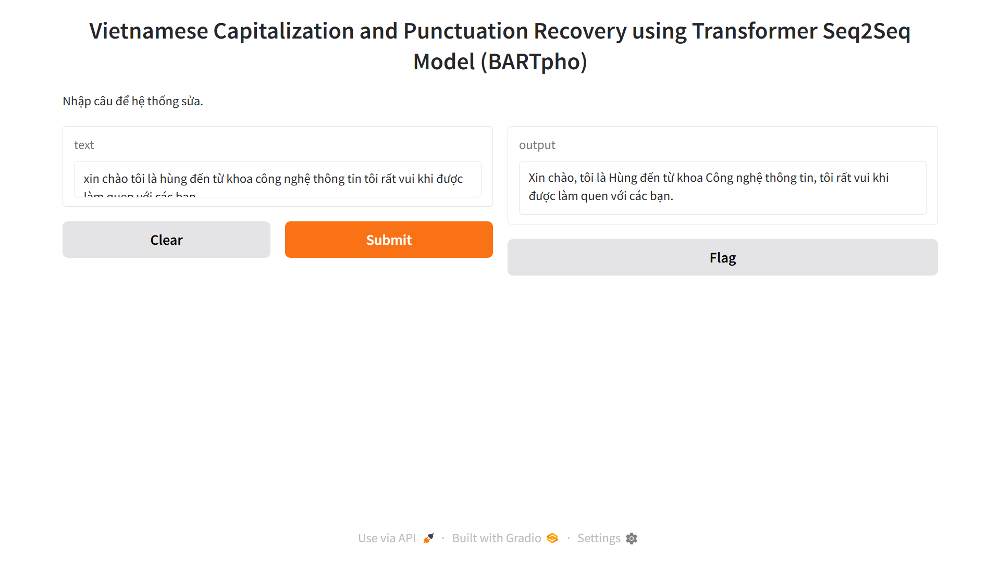 Vietnamese Capitalization and Punctuation Recovery using Transformer Seq2Seq
Model (BARTpho)
Nhập câu để hệ thống sửa.
text
xin chào tôi là hùng đến từ khoa công nghệ thông tin tôi rất vui khi được
làm quen với các bạn
Clear
Submit
output
Xin chào, tôi là Hùng đến từ khoa Công nghệ thông tin, tôi rất vui khi
được làm quen với các bạn.
Flag
Use via API · Built with Gradio · Settings